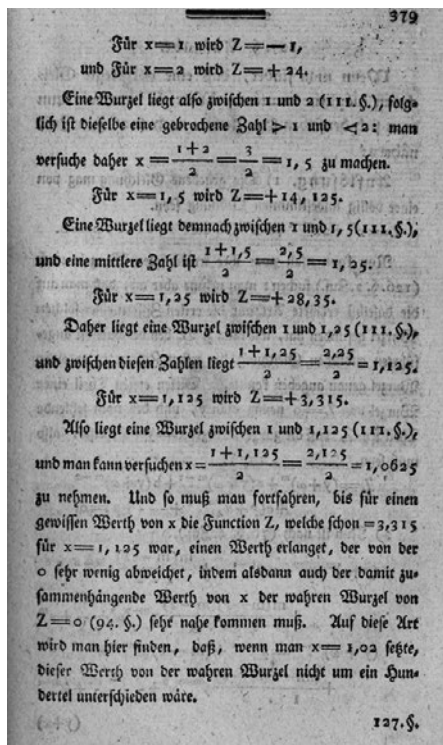 379
Für x=1 wird Z=−1,
und Für x=2 wird Z=+24.
Eine Wurzel liegt also zwischen 1 und 2 (111.§.), folg-
lich ist dieselbe eine gebrochene Zahl > 1 und < 2: man
versuche daher x = (1+2)/2 = 3/2 = 1, 5 zu machen.
Für x=1, 5 wird Z=+14, 125.
Eine Wurzel liegt demnach zwischen 1 und 1, 5 (111.§.),
und eine mittlere Zahl ist (1+1,5)/2 = 2,5/2 = 1, 25.
Für x=1, 25 wird Z=+28,35.
Daher liegt eine Wurzel zwischen 1 und 1,25 (111.§.),
und zwischen diesen Zahlen liegt (1+1,25)/2 = 2,25/2 = 1,125.
Für x=1,125 wird Z=+3,315.
Also liegt eine Wurzel zwischen 1 und 1,125 (111.§.),
und man kann versuchen x= (1+1,125)/2 = 2,125/2 = 1,0625
zu nehmen. Und so muß man fortfahren, bis für einen
gewissen Werth von x die Function Z, welche schon =3,315
für x=1, 125 war, einen Werth erlanget, der von der
0 sehr wenig abweichet, indem alsdann auch der damit zu-
sammenhängende Werth von x der wahren Wurzel von
Z=0 (94. §.) sehr nahe kommen muß. Auf diese Art
wird man hier finden, daß, wenn man x= 1,02 setzte,
dieser Werth von der wahren Wurzel nicht um ein Hun-
dertel unterschieden wäre.
127.§.